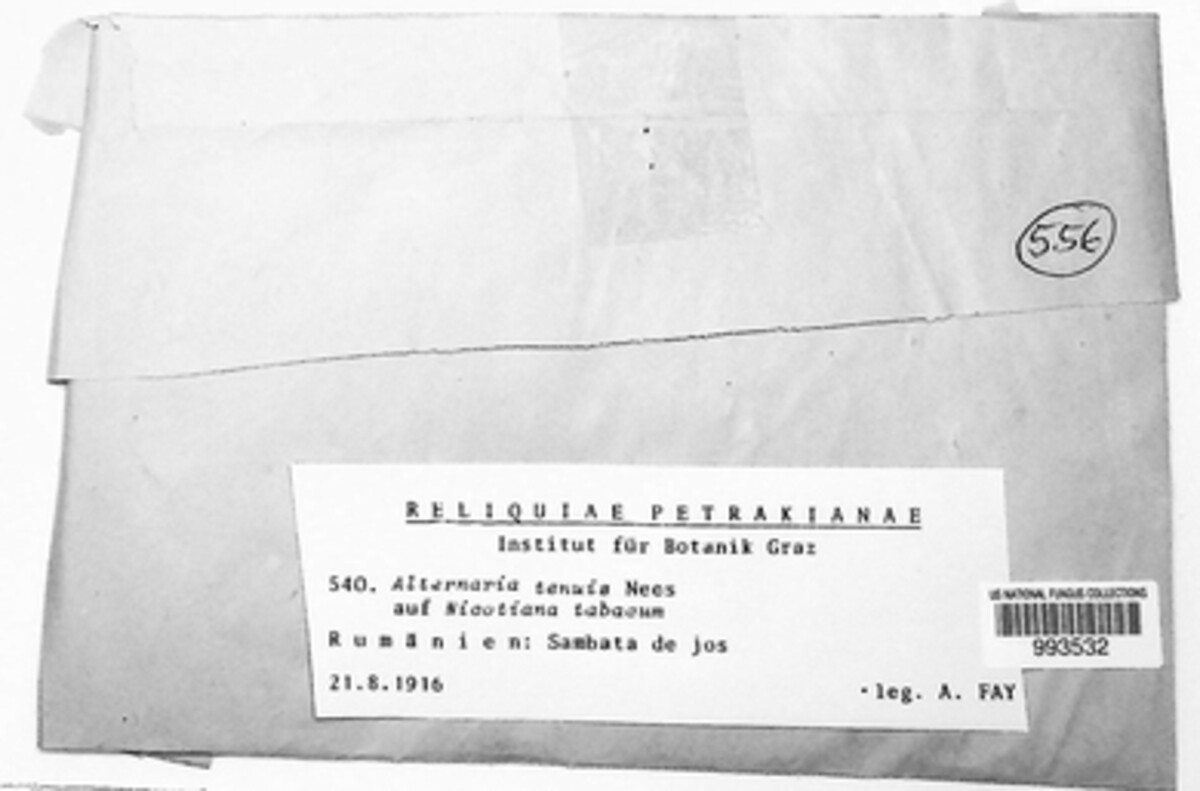 556
RELIQUIAE PETRAKIANAE
Institut für Botanik Graz
540. Alternaria tenuis Nees
auf Nicotiana tabacum
Rumänien: Sambata de jos
21.8.1916
leg. A. FAY
US NATIONAL FUNGUS COLLECTIONS
993532